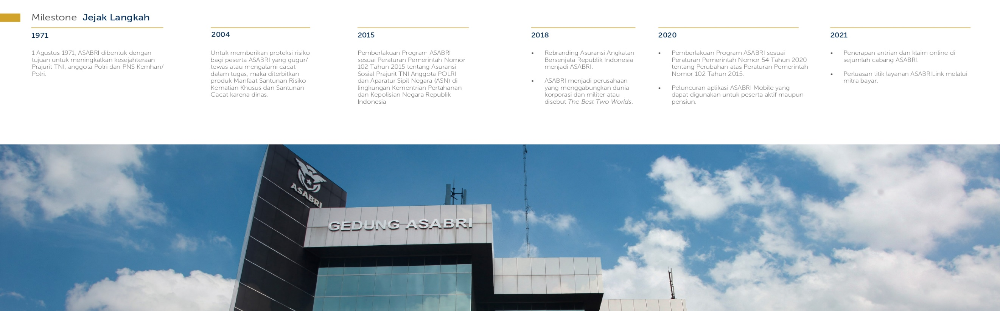 Milestone Jejak Langkah
1971
1 Agustus 1971, ASABRI dibentuk dengan
tujuan untuk meningkatkan kesejahteraan
Prajurit TNI, anggota Polri dan PNS Kemhan/
Polri.
2004
Untuk memberikan proteksi risiko
bagi peserta ASABRI yang gugur/
tewas atau mengalami cacat
dalam tugas, maka diterbitkan
produk Manfaat Santunan Risiko
Kematian Khusus dan Santunan
Cacat karena dinas.
2015
Pemberlakuan Program ASABRI
sesuai Peraturan Pemerintah Nomor
102 Tahun 2015 tentang Asuransi
Sosial Prajurit TNI Anggota POLRI
dan Aparatur Sipil Negara (ASN) di
lingkungan Kementrian Pertahanan
dan Kepolisian Negara Republik
Indonesia
2018
• Rebranding Asuransi Angkatan
Bersenjata Republik Indonesia
menjadi ASABRI.
• ASABRI menjadi perusahaan
yang menggabungkan dunia
korporasi dan militer atau
disebut The Best Two Worlds.
2020
• Pemberlakuan Program ASABRI sesuai
Peraturan Pemerintah Nomor 54 Tahun 2020
tentang Perubahan atas Peraturan Pemerintah
Nomor 102 Tahun 2015.
• Peluncuran aplikasi ASABRI Mobile yang
dapat digunakan untuk peserta aktif maupun
pensiun.
2021
• Penerapan antrian dan klaim online di
sejumlah cabang ASABRI.
• Perluasan titik layanan ASABRILink melalui
mitra bayar.
ASABRI
GEDUNG ASABRI